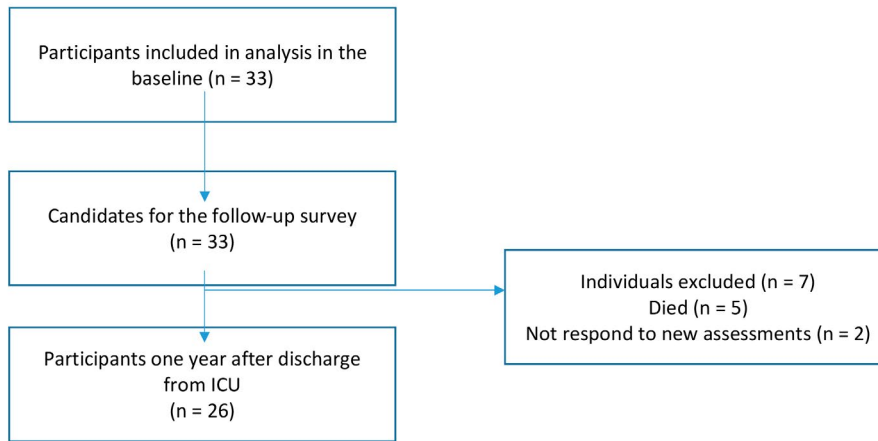 Participants included in analysis in the
baseline (n = 33)
Candidates for the follow-up survey
(n = 33)
Individuals excluded (n = 7)
Died (n = 5)
Not respond to new assessments (n = 2)
Participants one year after discharge
from ICU
(n = 26)